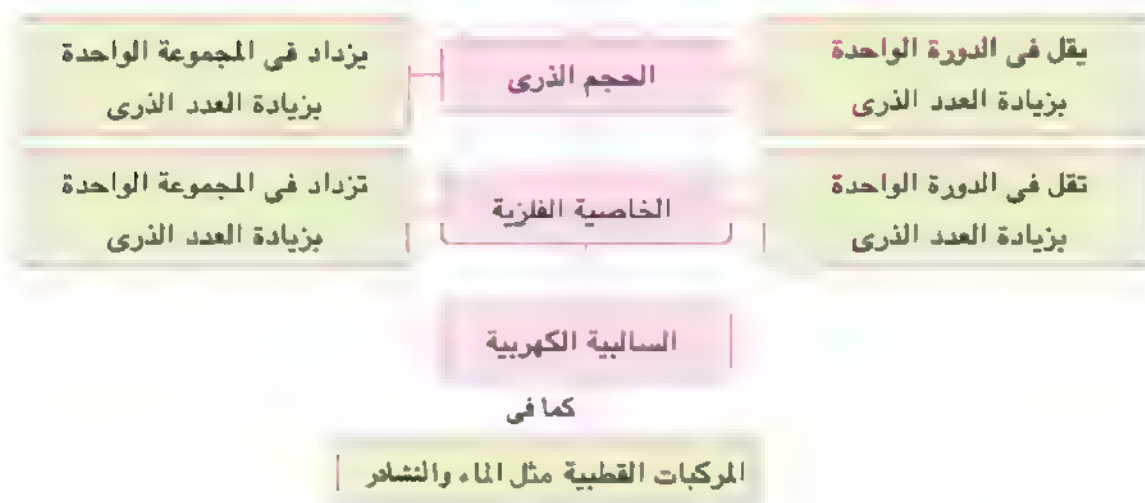 يقل فى الدورة الواحدة
بزيادة العدد الذرى
الحجم الذرى
يزداد فى المجموعة الواحدة
بزيادة العدد الذرى
تقل فى الدورة الواحدة
بزيادة العدد الذرى
الخاصية الفلزية
تزداد فى المجموعة الواحدة
بزيادة العدد الذرى
السالبية الكهربية
كما فى
المركبات القطبية مثل الماء والنشادر